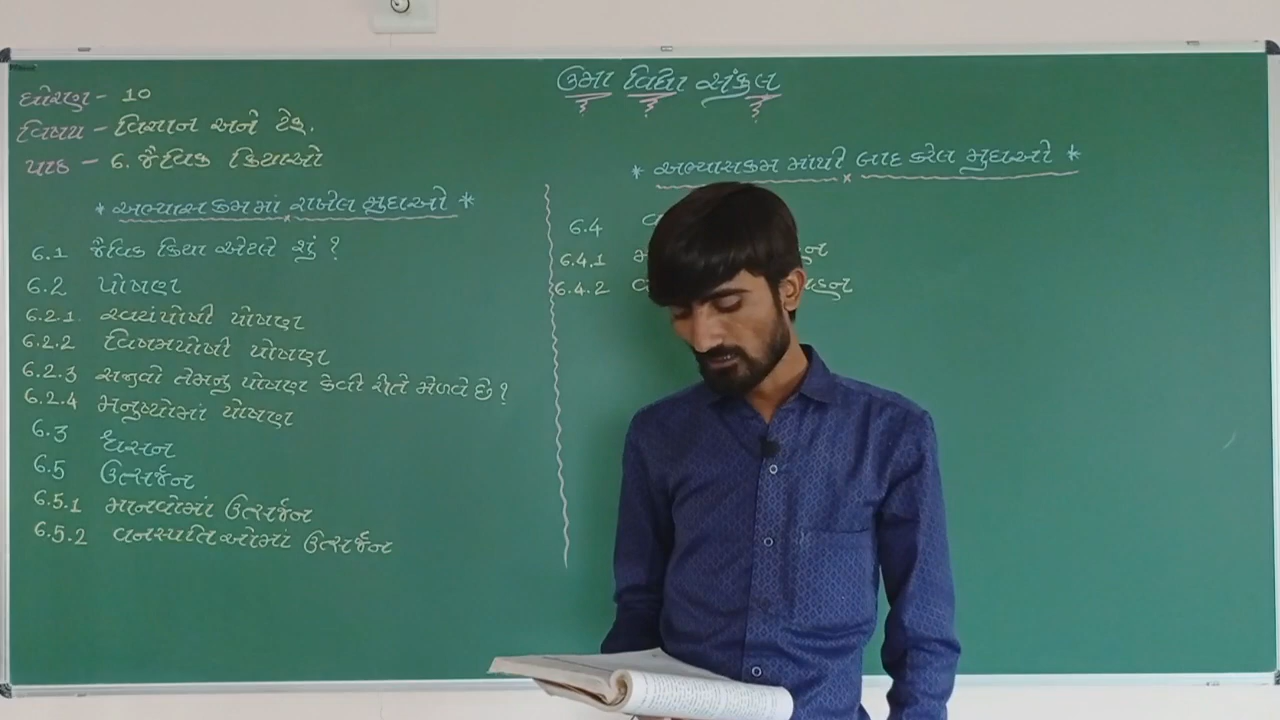 ઉમા વિદ્યા સંકુલ
ધોરણ - 10
વિષય - વિજ્ઞાન અને ટેક.
પાઠ - 6. જૈવિક ક્રિયાઓ
* અભ્યાસક્રમમાં રાખેલ મુદ્દાઓ *
6.1 જૈવિક ક્રિયા એટલે શું ?
6.2 પોષણ
6.2.1 સ્વયંપોષી પોષણ
6.2.2 વિષમપોષી પોષણ
6.2.3 સજીવો તેમનુ પોષણ કેવી રીતે મેળવે છે ?
6.2.4 મનુષ્યોમાં પોષણ
6.3 શ્વસન
6.5 ઉત્સર્જન
6.5.1 માનવોમાં ઉત્સર્જન
6.5.2 વનસ્પતિઓમાં ઉત્સર્જન
* અભ્યાસક્રમ માંથી બાદ કરેલ મુદ્દાઓ *
6.4
6.4.1
6.4.2